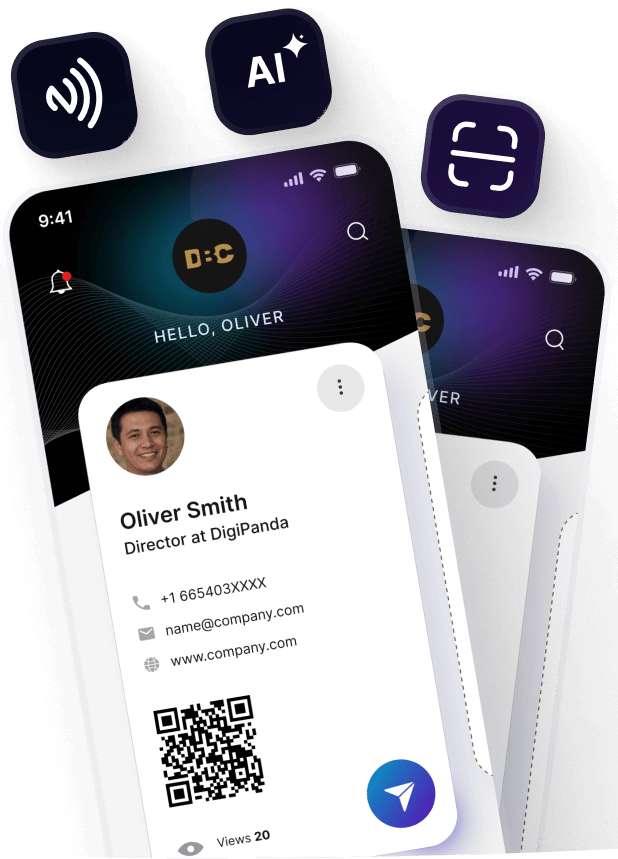 AI
9:41
DBC
HELLO, OLIVER
Oliver Smith
Director at DigiPanda
+1 665403XXXX
name@company.com
www.company.com
Views 20
C
VER